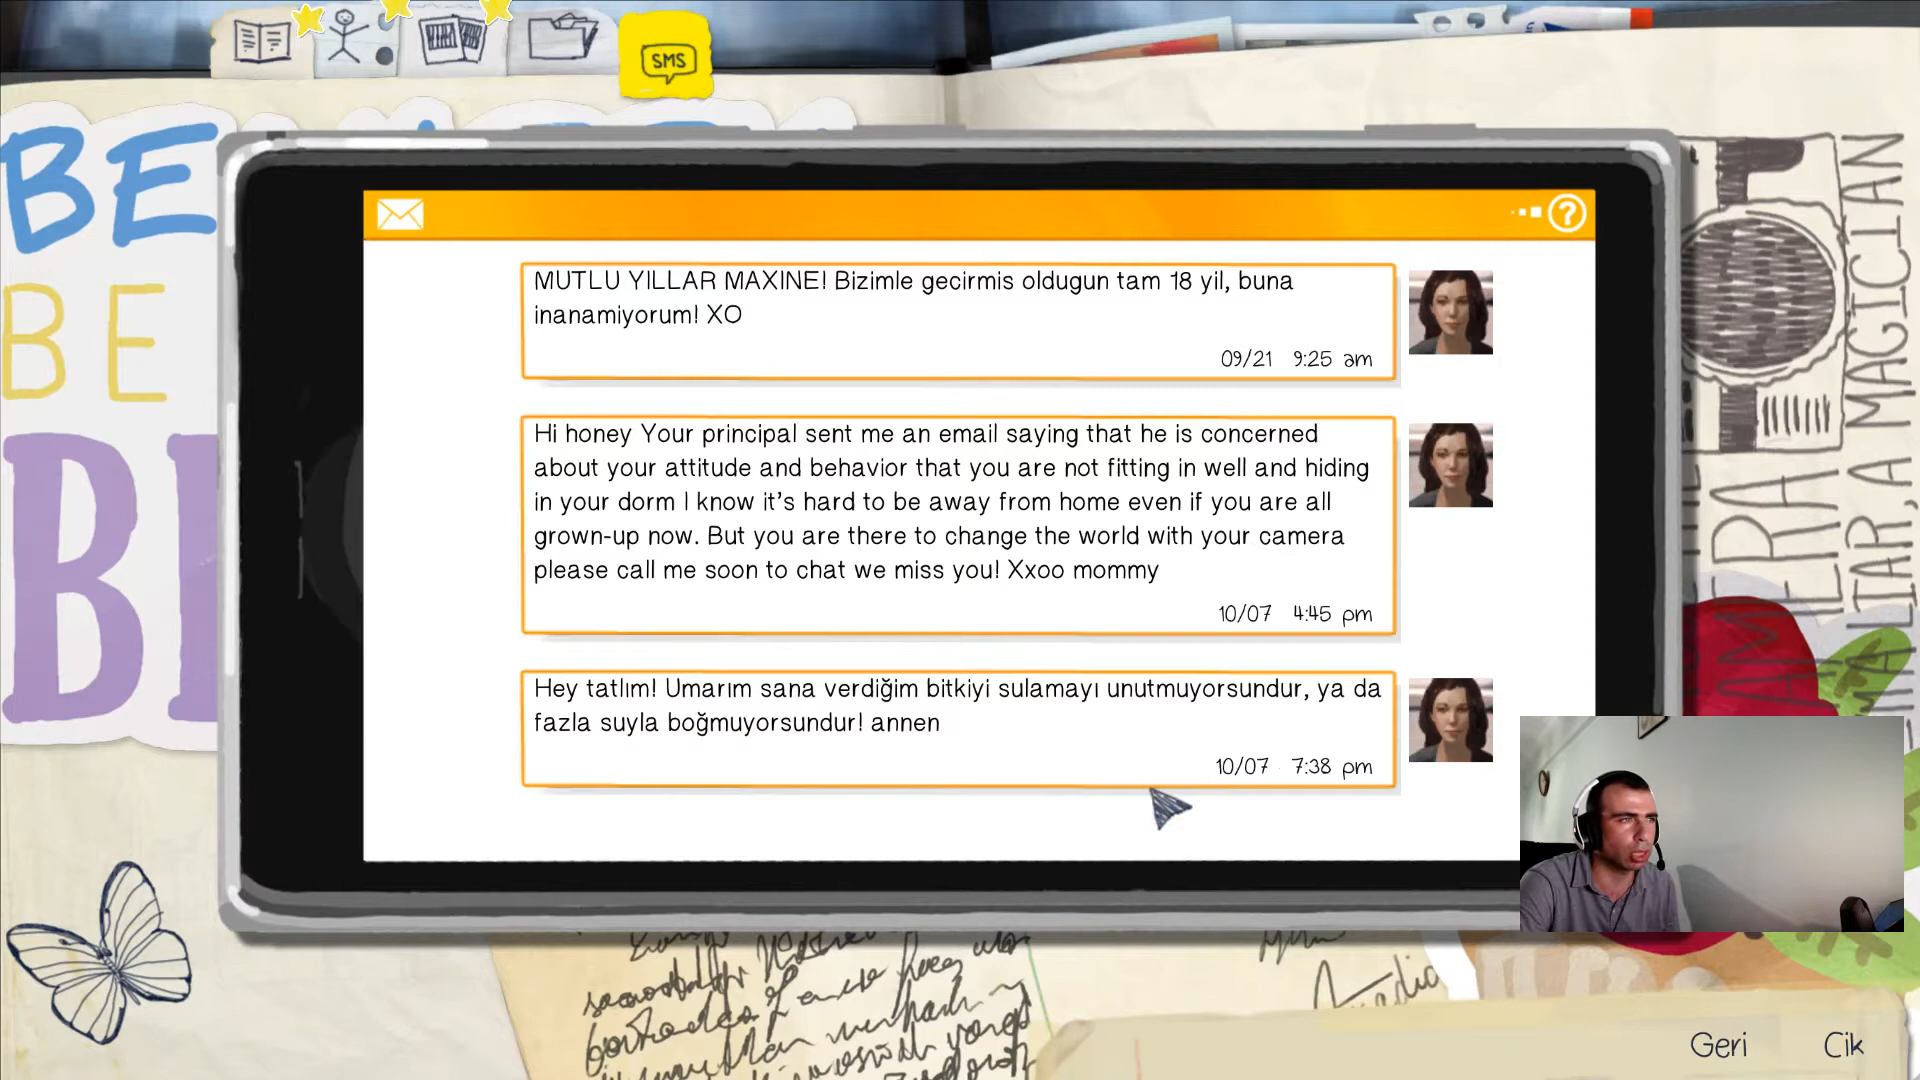 SMS
BE
BE
MUTLU YILLAR MAXINE! Bizimle gecirmis oldugun tam 18 yil, buna
inanamiyorum! XO
09/21 9:25 am
Hi honey Your principal sent me an email saying that he is concerned
about your attitude and behavior that you are not fitting in well and hiding
in your dorm I know it's hard to be away from home even if you are all
grown-up now. But you are there to change the world with your camera
please call me soon to chat we miss you! Xxoo mommy
10/07 4:45 pm
Hey tatlım! Umarım sana verdiğim bitkiyi sulamayı unutmuyorsundur, ya da
fazla suyla boğmuyorsundur! annen
10/07 7:38 pm
A MAGICIAN
Geri
Cik